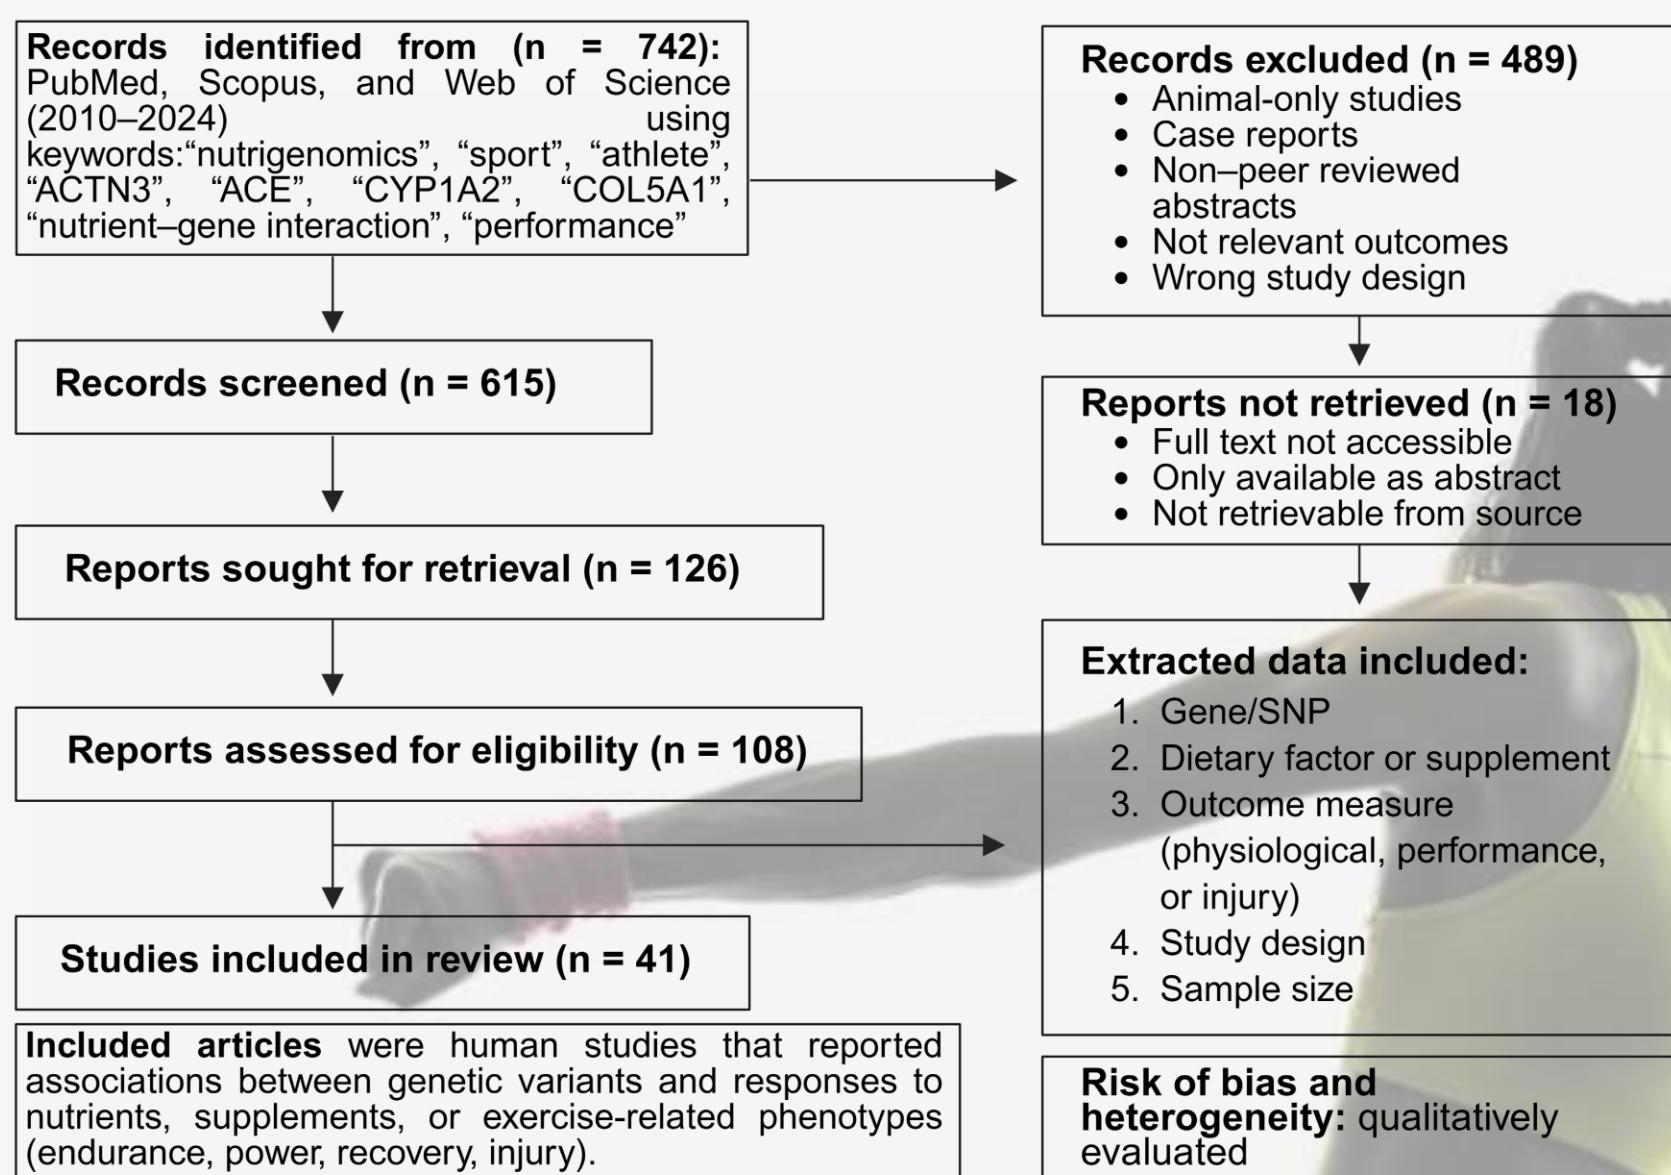 Records identified from (n = 742):
PubMed, Scopus, and Web of Science
(2010–2024) using
keywords:“nutrigenomics”, “sport”, “athlete”,
“ACTN3”, “ACE”, “CYP1A2”, “COL5A1”,
“nutrient–gene interaction”, “performance”
Records screened (n = 615)
Reports sought for retrieval (n = 126)
Reports assessed for eligibility (n = 108)
Studies included in review (n = 41)
Included articles were human studies that reported
associations between genetic variants and responses to
nutrients, supplements, or exercise-related phenotypes
(endurance, power, recovery, injury).
Records excluded (n = 489)
• Animal-only studies
• Case reports
• Non–peer reviewed
abstracts
• Not relevant outcomes
• Wrong study design
Reports not retrieved (n = 18)
• Full text not accessible
• Only available as abstract
• Not retrievable from source
Extracted data included:
1. Gene/SNP
2. Dietary factor or supplement
3. Outcome measure
(physiological, performance,
or injury)
4. Study design
5. Sample size
Risk of bias and
heterogeneity: qualitatively
evaluated